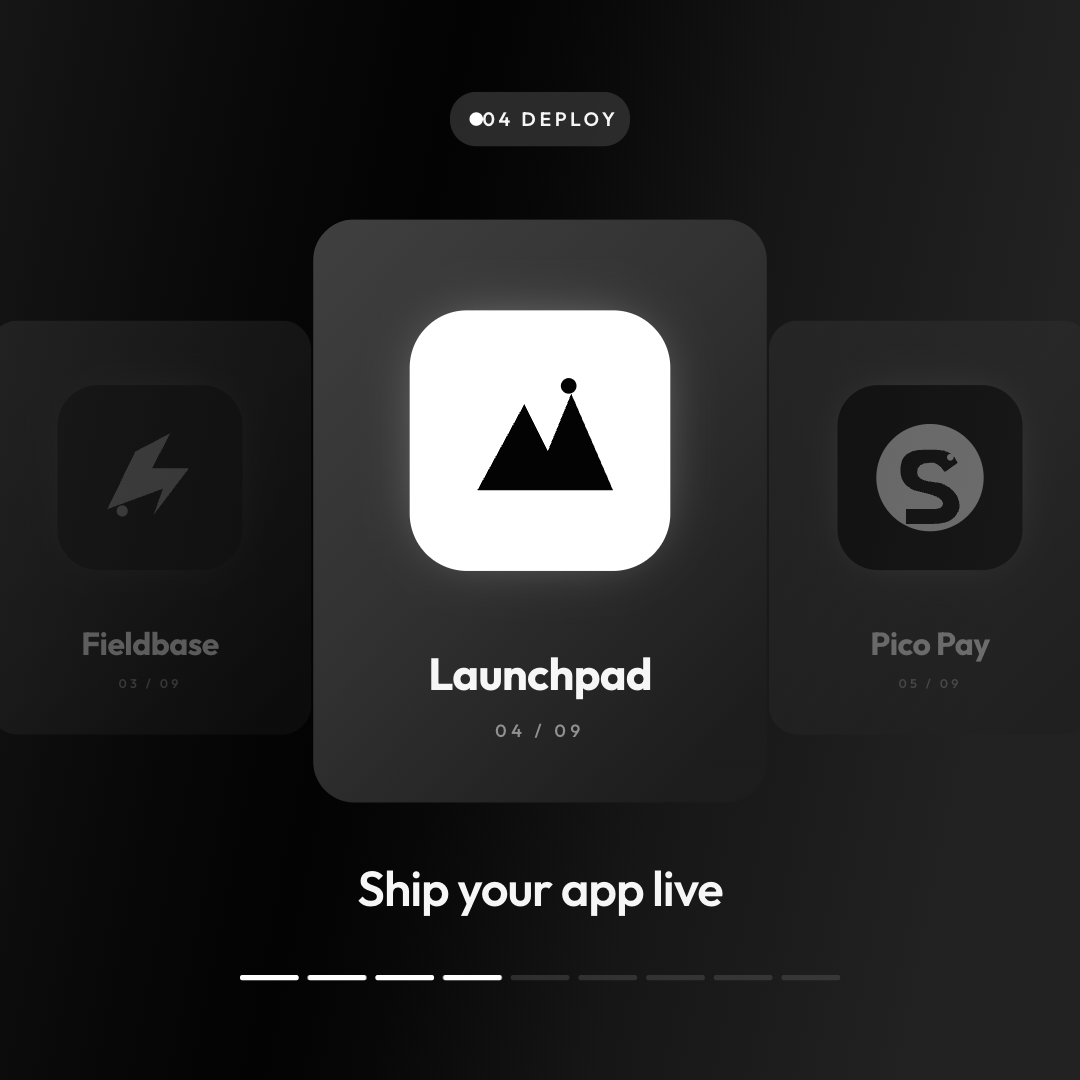 04 DEPLOY
Fieldbase
03 / 09
Launchpad
04 / 09
S
Pico Pay
05 / 09
Ship your app live